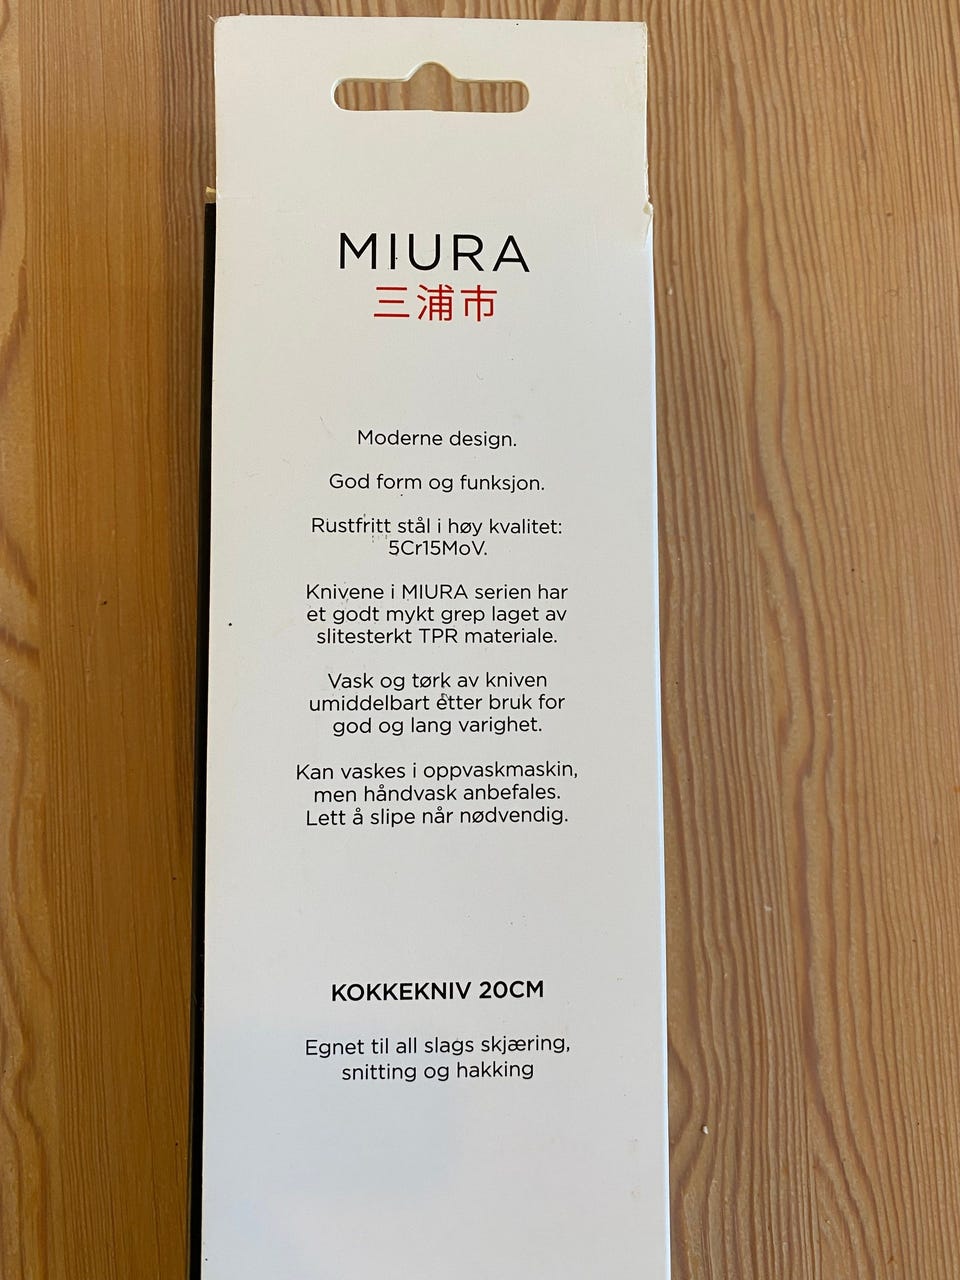 MIURA
三浦市
Moderne design.
God form og funksjon.
Rustfritt stål i høy kvalitet:
5Cr15MoV.
Knivene i MIURA serien har
et godt mykt grep laget av
slitesterkt TPR materiale.
Vask og tørk av kniven
umiddelbart etter bruk for
god og lang varighet.
Kan vaskes i oppvaskmaskin,
men håndvask anbefales.
Lett å slipe når nødvendig.
KOKKEKNIV 20CM
Egnet til all slags skjæring,
snitting og hakking